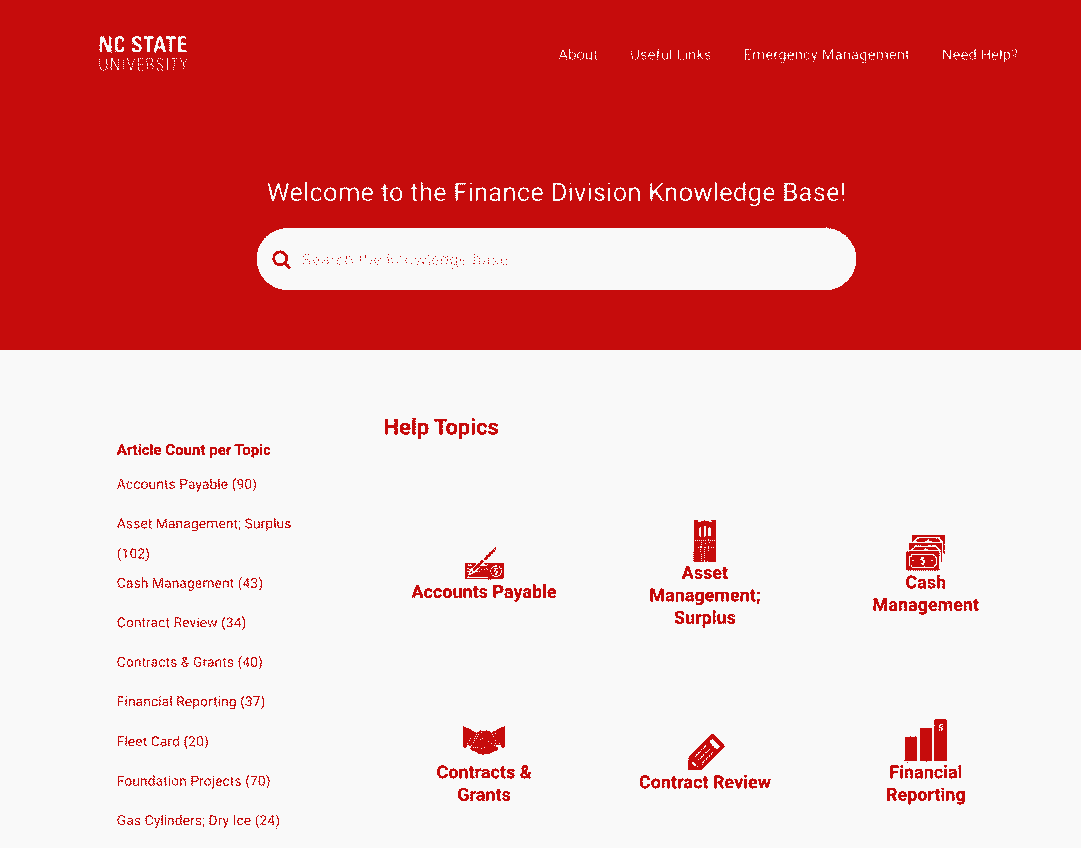 NC STATE
UNIVERSITY
About
Useful Links
Emergency Management
Need Help?
Welcome to the Finance Division Knowledge Base!
Search the knowledge base
Article Count per Topic
Accounts Payable (90)
Asset Management; Surplus
(102)
Cash Management (43)
Contract Review (34)
Contracts & Grants (40)
Financial Reporting (37)
Fleet Card (20)
Foundation Projects (70)
Gas Cylinders; Dry Ice (24)
Help Topics
Accounts Payable
Asset
Management;
Surplus
Cash
Management
Contracts &
Grants
Contract Review
Financial
Reporting